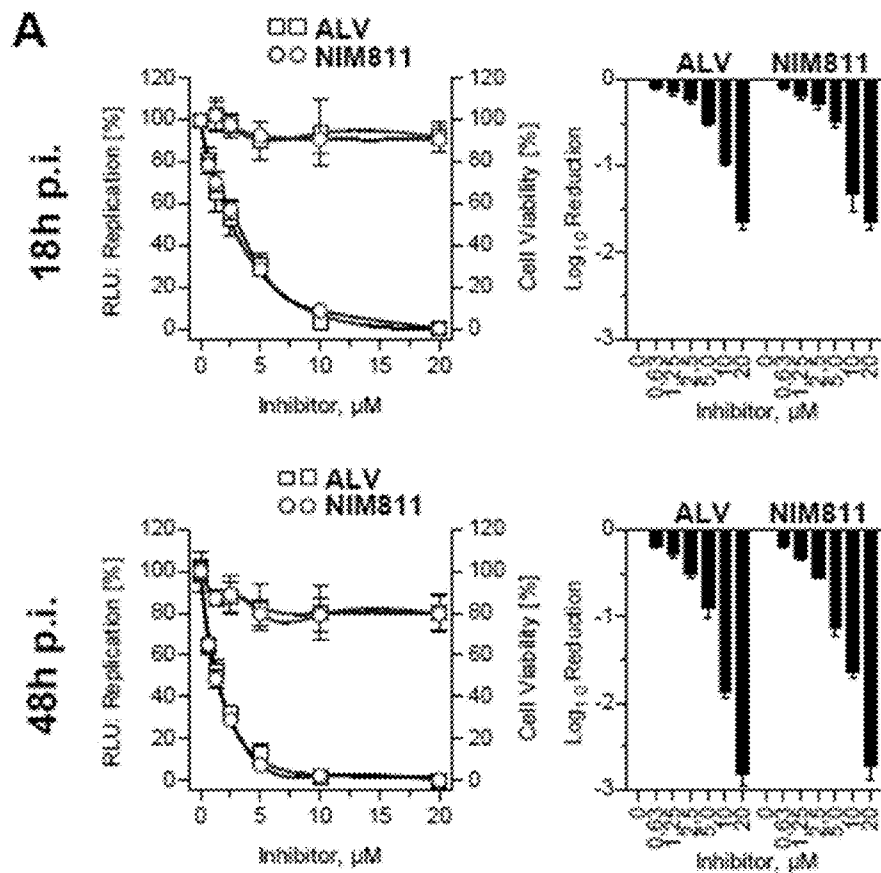 A
18h p.i.
ALV
NIM811
RLU: Replication [%]
120
100
80
60
40
20
0
Cell Viability [%]
120
100
80
60
40
20
0
0 5 10 15 20
Inhibitor, µM
ALV NIM811
Log10 Reduction
0
-1
-2
-3
Inhibitor, µM
48h p.i.
ALV
NIM811
RLU: Replication [%]
120
100
80
60
40
20
0
Cell Viability [%]
120
100
80
60
40
20
0
0 5 10 15 20
Inhibitor, µM
ALV NIM811
Log10 Reduction
0
-1
-2
-3
Inhibitor, µM